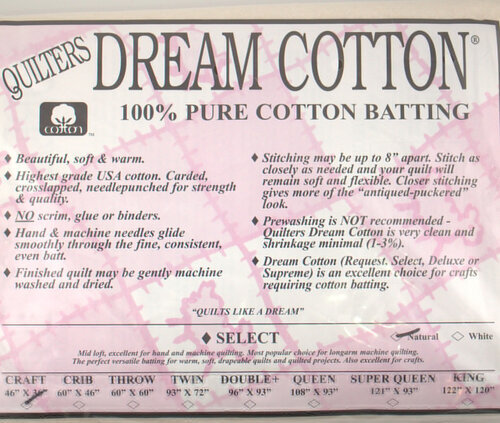 QUILTERS DREAM COTTON®
100% PURE COTTON BATTING
cotton ™
♦ Beautiful, soft & warm.
♦ Highest grade USA cotton. Carded,
crosslapped, needlepunched for strength
& quality.
♦ NO scrim, glue or binders.
♦ Hand & machine needles glide
smoothly through the fine, consistent,
even batt.
♦ Finished quilt may be gently machine
washed and dried.
♦ Stitching may be up to 8” apart. Stitch as
closely as needed and your quilt will
remain soft and flexible. Closer stitching
gives more of the “antiqued-puckered”
look.
♦ Prewashing is NOT recommended -
Quilters Dream Cotton is very clean and
shrinkage minimal (1-3%).
♦ Dream Cotton (Request. Select, Deluxe or
Supreme) is an excellent choice for crafts
requiring cotton batting.
“QUILTS LIKE A DREAM”
♦ SELECT
Natural ◇ White
Mid loft, excellent for hand and machine quilting. Most popular choice for longarm machine quilting.
The perfect versatile batting for warm, soft, drapeable quilts and quilted projects. Also excellent for crafts.
CRAFT CRIB THROW TWIN DOUBLE+ QUEEN SUPER QUEEN KING
46” X 36” 60” X 46” 60” X 60” 93” X 72” 96” X 93” 108” X 93” 121” X 93” 122” X 120”